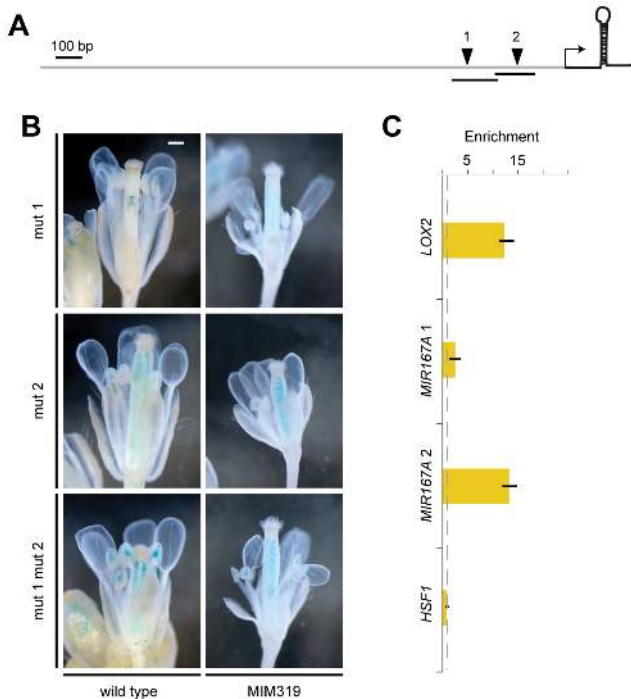 A
100 bp
1
2
B
mut 1
mut 2
mut 1 mut 2
wild type
MIM319
C
Enrichment
5
15
LOX2
MIR167A 1
MIR167A 2
HSF1